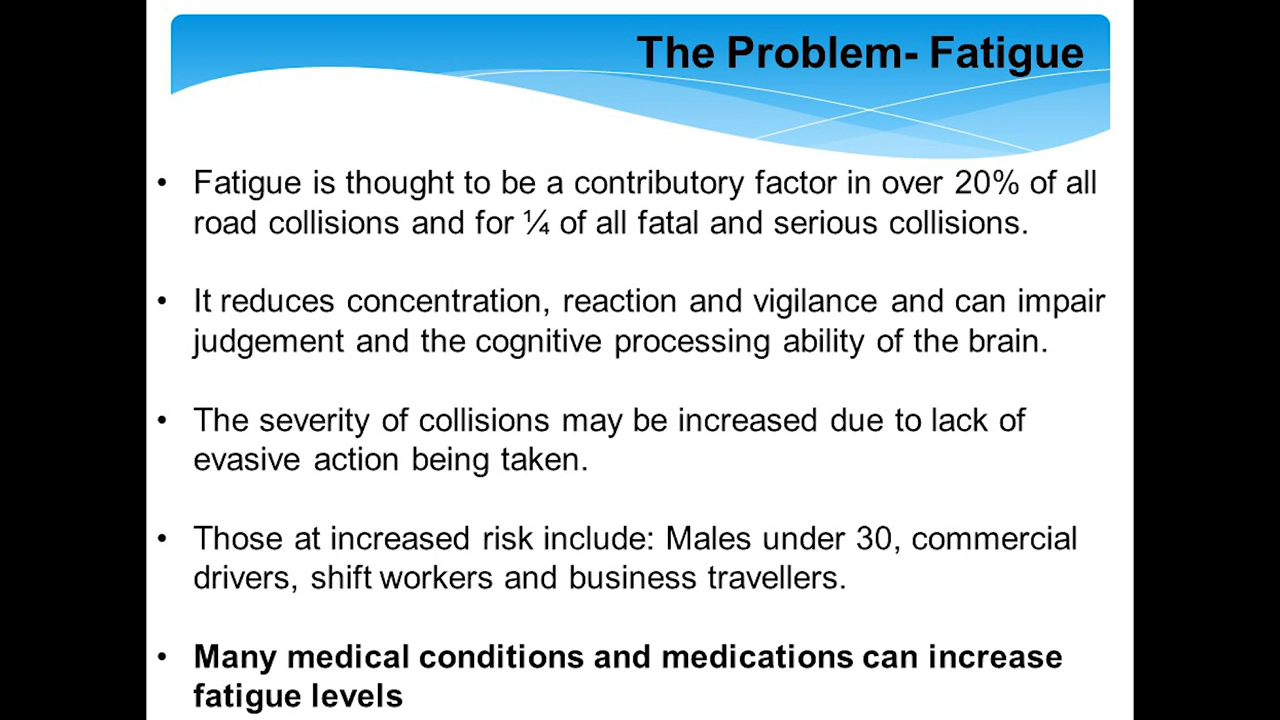 The Problem- Fatigue
• Fatigue is thought to be a contributory factor in over 20% of all
road collisions and for ¼ of all fatal and serious collisions.
• It reduces concentration, reaction and vigilance and can impair
judgement and the cognitive processing ability of the brain.
• The severity of collisions may be increased due to lack of
evasive action being taken.
• Those at increased risk include: Males under 30, commercial
drivers, shift workers and business travellers.
• Many medical conditions and medications can increase
fatigue levels